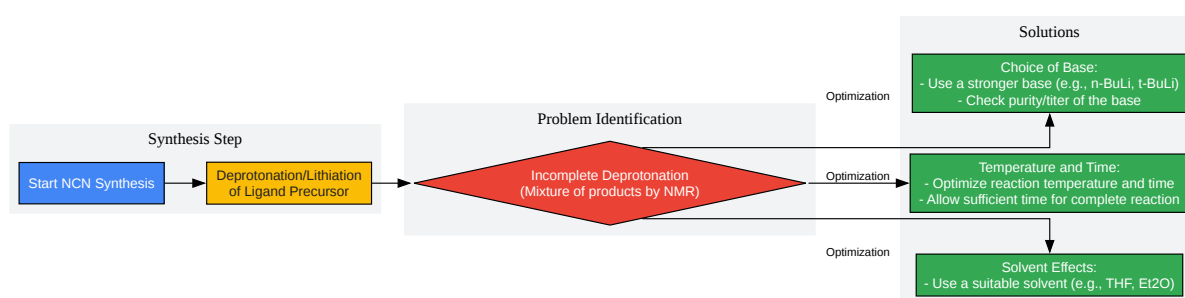 Synthesis Step
Start NCN Synthesis
Deprotonation/Lithiation
of Ligand Precursor
Problem Identification
Incomplete Deprotonation
(Mixture of products by NMR)
Optimization
Optimization
Optimization
Solutions
Choice of Base:
- Use a stronger base (e.g., n-BuLi, t-BuLi)
- Check purity/titer of the base
Temperature and Time:
- Optimize reaction temperature and time
- Allow sufficient time for complete reaction
Solvent Effects:
- Use a suitable solvent (e.g., THF, Et2O)